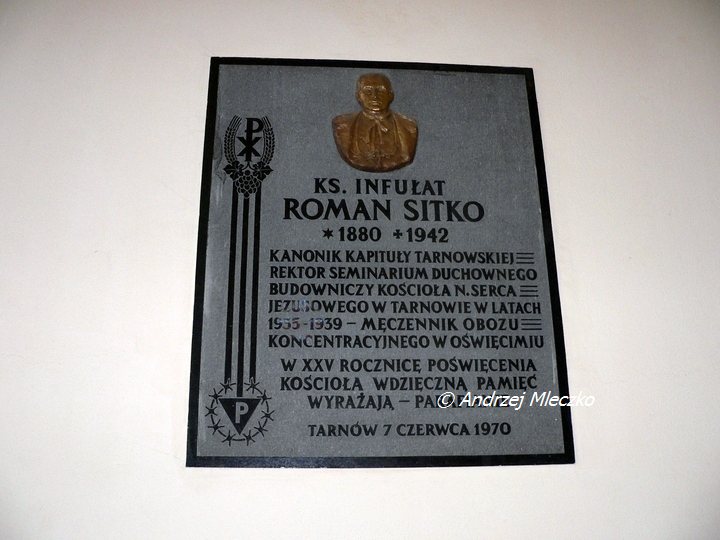 KS. INFUŁAT
ROMAN SITKO
* 1880 + 1942
KANONIK KAPITUŁY TARNOWSKIEJ
REKTOR SEMINARIUM DUCHOWNEGO
BUDOWNICZY KOŚCIOŁA N. SERCA
JEZUSOWEGO W TARNOWIE W LATACH
1935-1939 – MĘCZENNIK OBOZU
KONCENTRACYJNEGO W OŚWIĘCIMIU
W XXV ROCZNICĘ POŚWIĘCENIA
KOŚCIOŁA WDZIĘCZNĄ PAMIĘĆ
WYRAŻAJĄ –
© Andrzej Mleczko
TARNÓW 7 CZERWCA 1970
P